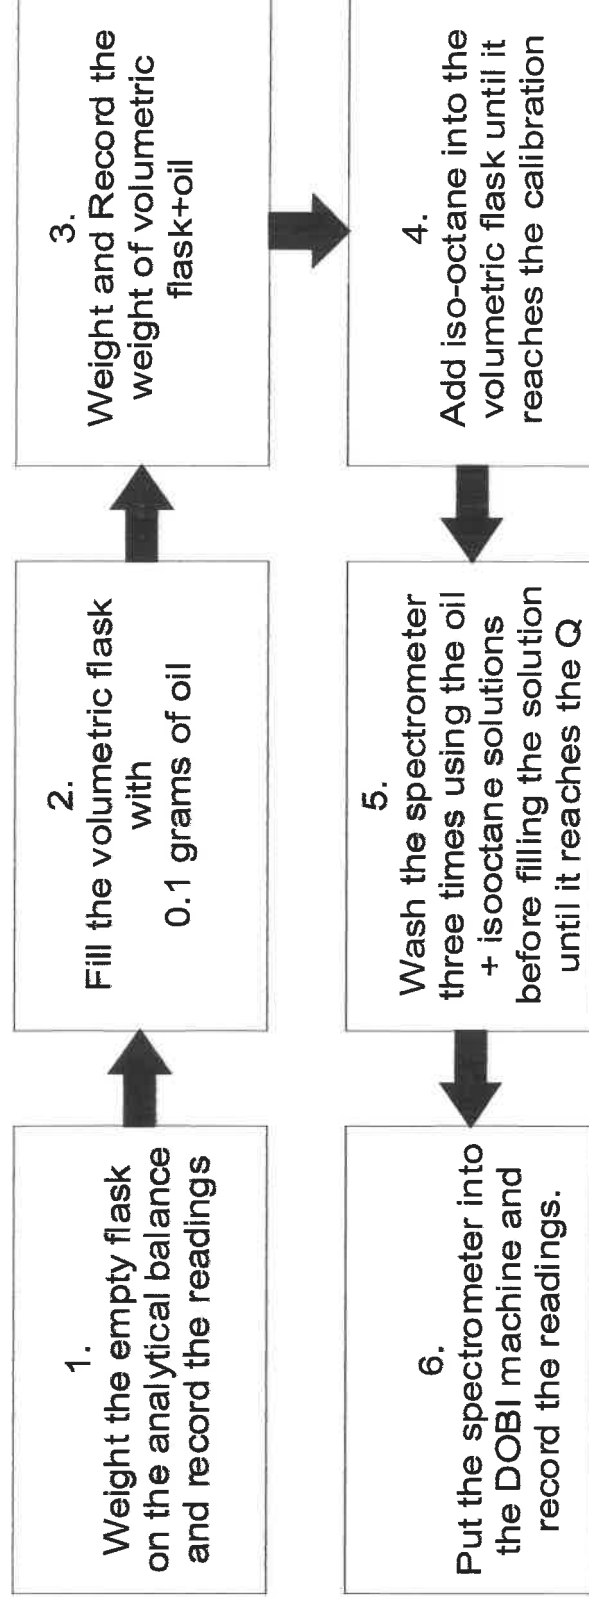 1.
Weight the empty flask
on the analytical balance
and record the readings
2.
Fill the volumetric flask
with
0.1 grams of oil
3.
Weight and Record the
weight of volumetric
flask+oil
4.
Add iso-octane into the
volumetric flask until it
reaches the calibration
5.
Wash the spectrometer
three times using the oil
+ isooctane solutions
before filling the solution
until it reaches the Q
6.
Put the spectrometer into
the DOBI machine and
record the readings.